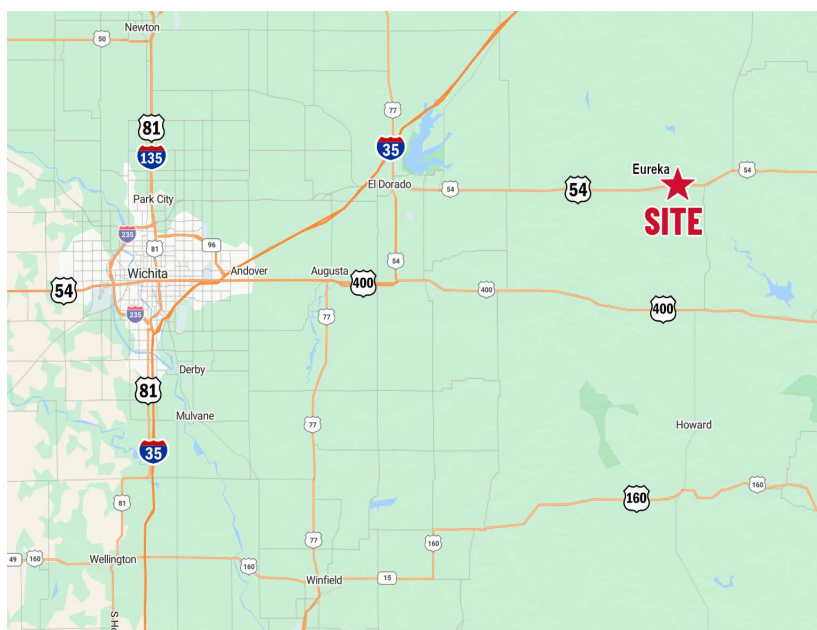 Newton
50
77
81
135
35
54
Eureka
El Dorado
54
54
Park City
SITE
235
81
96
54
Wichita
Andover
Augusta
400
54
400
235
77
400
Derby
81
Mulvane
77
Howard
35
81
160
160
77
160
49
160
Wellington
160
Winfield
15
S H